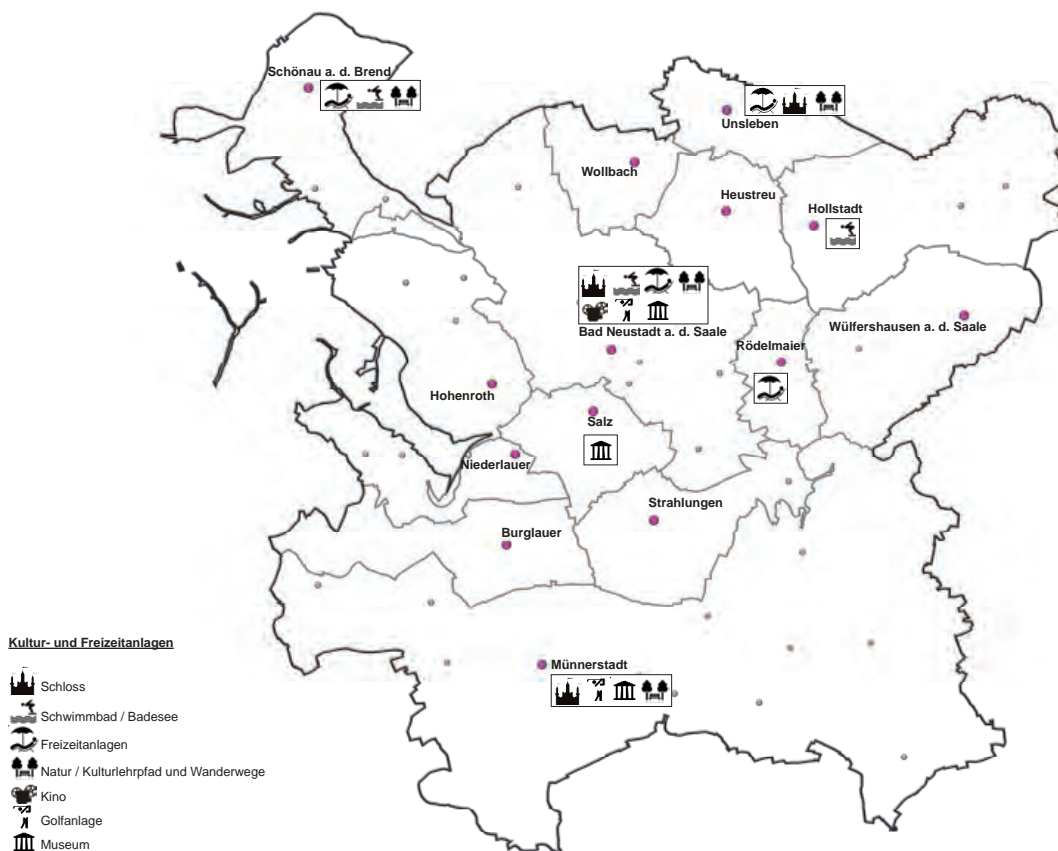 Schönau a. d. Brend
Unsleben
Wollbach
Heustreu
Hollstadt
Bad Neustadt a. d. Saale
Wülfershausen a. d. Saale
Rödelmaier
Hohenroth
Salz
Niederlauer
Strahlungen
Burglauer
Münnerstadt
Kultur- und Freizeitanlagen
Schloss
Schwimmbad / Badesee
Freizeitanlagen
Natur / Kulturlehrpfad und Wanderwege
Kino
Golfanlage
Museum